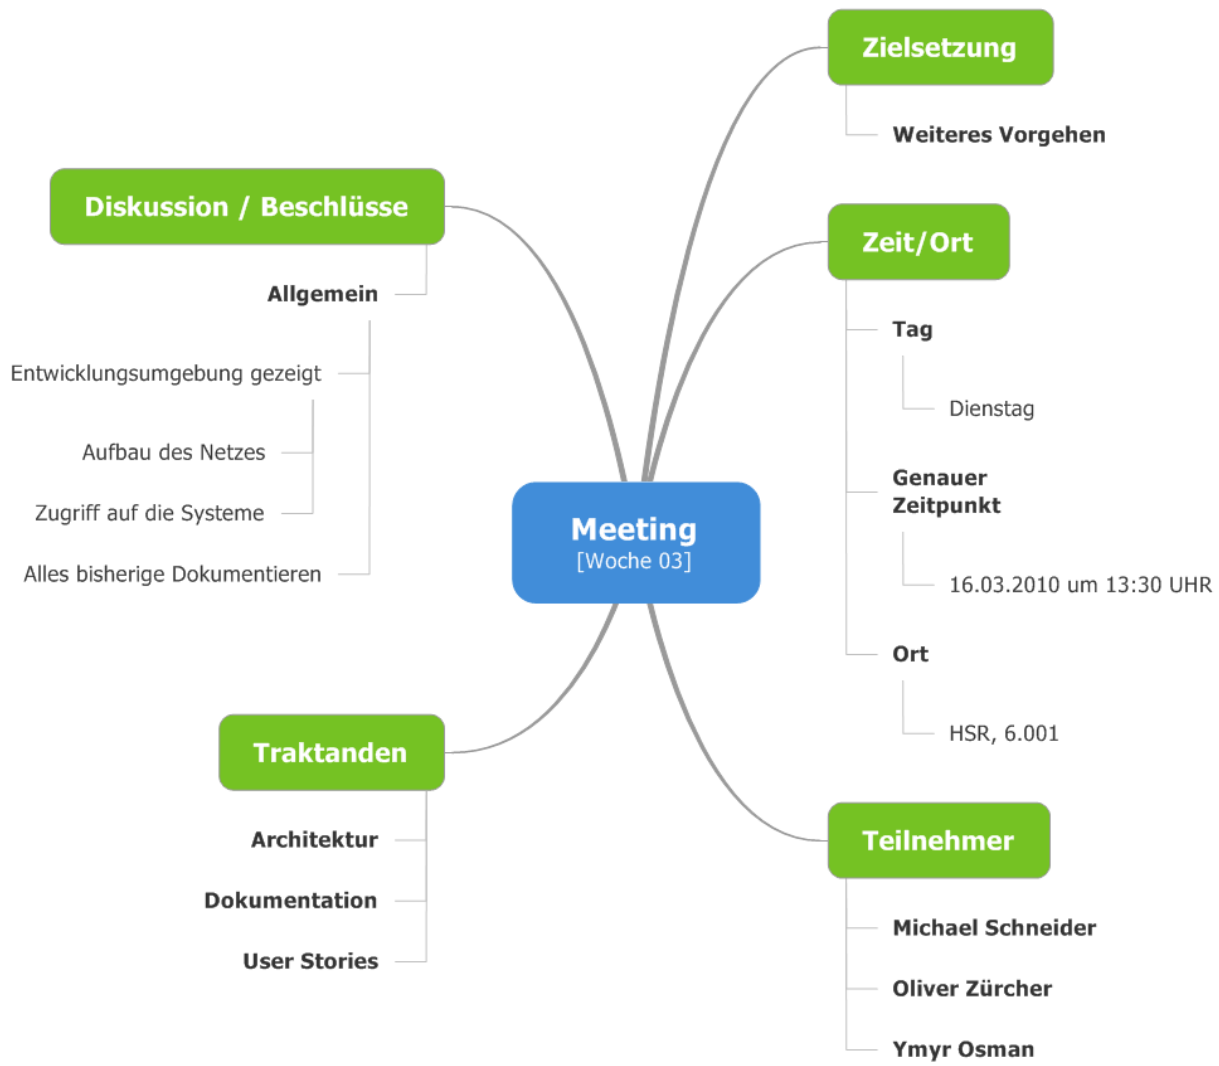 Zielsetzung
Weiteres Vorgehen
Zeit/Ort
Tag
Dienstag
Genauer
Zeitpunkt
16.03.2010 um 13:30 UHR
Ort
HSR, 6.001
Teilnehmer
Michael Schneider
Oliver Zürcher
Ymyr Osman
Meeting
[Woche 03]
Diskussion / Beschlüsse
Allgemein
Entwicklungsumgebung gezeigt
Aufbau des Netzes
Zugriff auf die Systeme
Alles bisherige Dokumentieren
Traktanden
Architektur
Dokumentation
User Stories